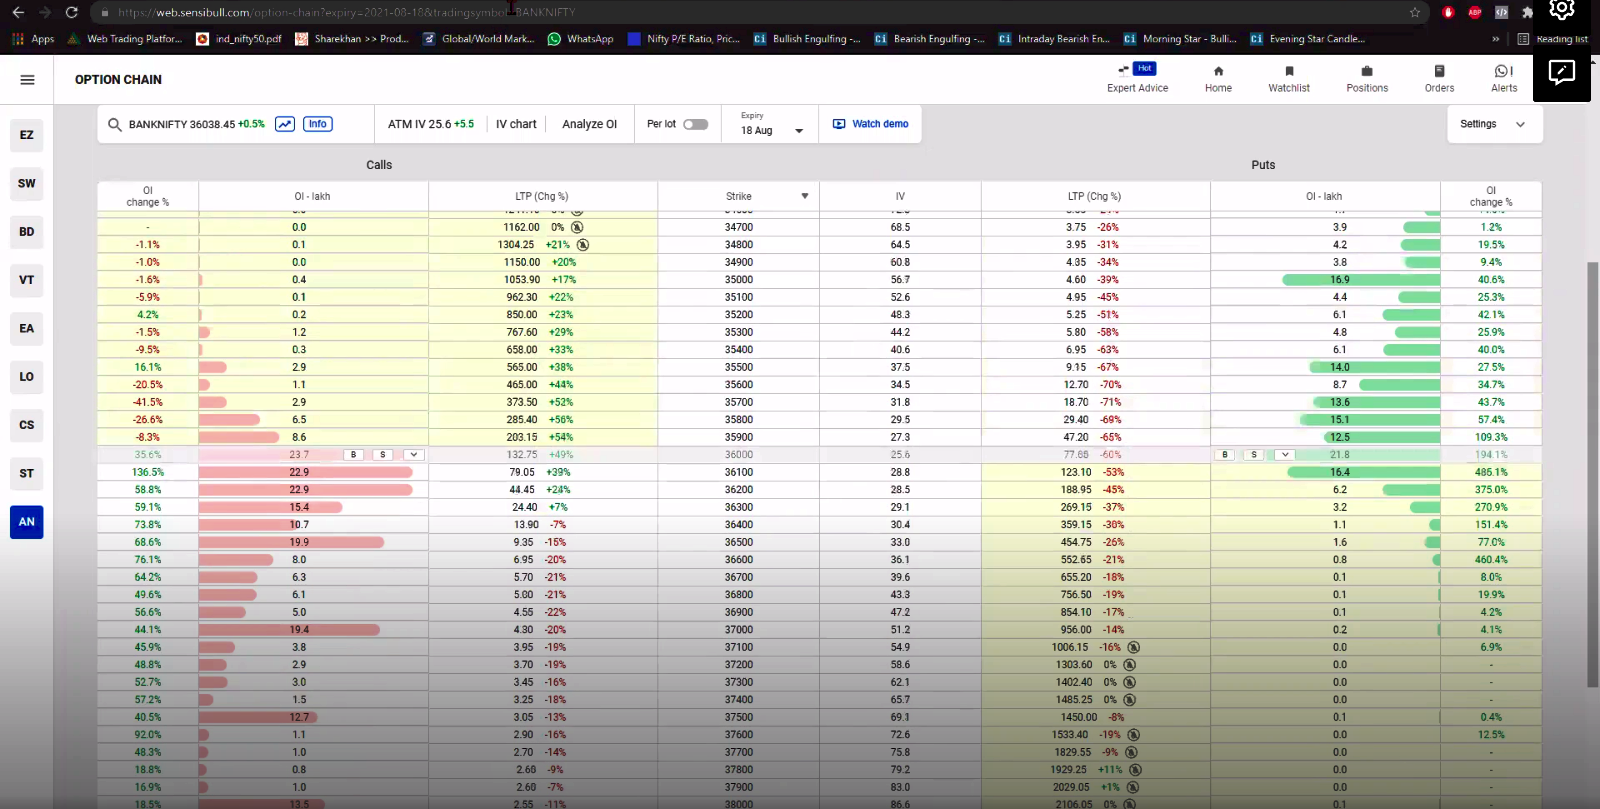 https://web.sensibull.com/option-chain?expiry=2021-08-18&tradingsymbol=BANKNIFTY
Apps Web Trading Platfor... ind_nifty50.pdf Sharekhan >> Prod... Global/World Mark... WhatsApp Nifty P/E Ratio, Pric... Bullish Engulfing -... Bearish Engulfing -... Intraday Bearish En... Morning Star - Bulli... Evening Star Candle... » Reading list
OPTION CHAIN
Hot
Expert Advice Home Watchlist Positions Orders Alerts
EZ
SW
BD
VT
EA
LO
CS
ST
AN
BANKNIFTY 36038.45 +0.5% Info ATM IV 25.6 +5.5 IV chart Analyze OI Per lot Expiry 18 Aug Watch demo Settings
Calls Puts
OI change % OI - lakh LTP (Chg %) Strike IV LTP (Chg %) OI - lakh OI change %
- 0.0 1162.00 0% 34700 68.5 3.75 -26% 3.9 1.2%
-1.1% 0.1 1304.25 +21% 34800 64.5 3.95 -31% 4.2 19.5%
-1.0% 0.0 1150.00 +20% 34900 60.8 4.35 -34% 3.8 9.4%
-1.6% 0.4 1053.90 +17% 35000 56.7 4.60 -39% 16.9 40.6%
-5.9% 0.1 962.30 +22% 35100 52.6 4.95 -45% 4.4 25.3%
4.2% 0.2 850.00 +23% 35200 48.3 5.25 -51% 6.1 42.1%
-1.5% 1.2 767.60 +29% 35300 44.2 5.80 -58% 4.8 25.9%
-9.5% 0.3 658.00 +33% 35400 40.6 6.95 -63% 6.1 40.0%
16.1% 2.9 565.00 +38% 35500 37.5 9.15 -67% 14.0 27.5%
-20.5% 1.1 465.00 +44% 35600 34.5 12.70 -70% 8.7 34.7%
-41.5% 2.9 373.50 +52% 35700 31.8 18.70 -71% 13.6 43.7%
-26.6% 6.5 285.40 +56% 35800 29.5 29.40 -69% 15.1 57.4%
-8.3% 8.6 203.15 +54% 35900 27.3 47.20 -65% 12.5 109.3%
35.6% 23.7 B S 132.75 +49% 36000 25.6 -60% B S 21.8 194.1%
136.5% 22.9 79.05 +39% 36100 28.8 123.10 -53% 16.4 485.1%
58.8% 22.9 44.45 +24% 36200 28.5 188.95 -45% 6.2 375.0%
59.1% 15.4 24.40 +7% 36300 29.1 269.15 -37% 3.2 270.9%
73.8% 10.7 13.90 -7% 36400 30.4 359.15 -30% 1.1 151.4%
68.6% 19.9 9.35 -15% 36500 33.0 454.75 -26% 1.6 77.0%
76.1% 8.0 6.95 -20% 36600 36.1 552.65 -21% 0.8 460.4%
64.2% 6.3 5.70 -21% 36700 39.6 655.20 -18% 0.1 8.0%
49.6% 6.1 5.00 -21% 36800 43.3 756.50 -19% 0.1 19.9%
56.6% 5.0 4.55 -22% 36900 47.2 854.10 -17% 0.1 4.2%
44.1% 19.4 4.30 -20% 37000 51.2 956.00 -14% 0.2 4.1%
45.9% 3.8 3.95 -19% 37100 54.9 1006.15 -16% 0.0 6.9%
48.8% 2.9 3.70 -19% 37200 58.6 1303.60 0% 0.0 -
52.7% 3.0 3.45 -16% 37300 62.1 1402.40 0% 0.0 -
57.2% 1.5 3.25 -18% 37400 65.7 1485.25 0% 0.0 -
40.5% 12.7 3.05 -13% 37500 69.1 1450.00 -8% 0.1 0.4%
92.0% 1.1 2.90 -16% 37600 72.6 1533.40 -19% 0.0 12.5%
48.3% 1.0 2.70 -14% 37700 75.8 1829.55 -9% 0.0 -
18.8% 0.8 2.60 -9% 37800 79.2 1929.25 +11% 0.0 -
16.9% 1.0 2.60 -7% 37900 83.0 2029.05 +1% 0.0 -
18.5% 13.5 2.55 -11% 38000 86.6 2106.05 0% 0.0 -